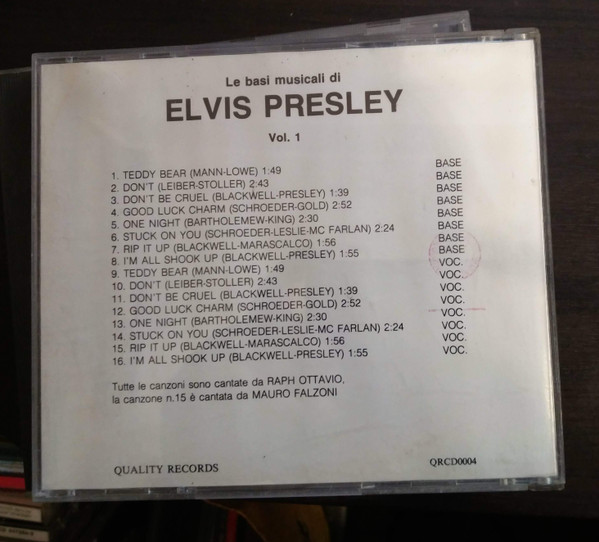 Le basi musicali di
ELVIS PRESLEY
Vol. 1
1. TEDDY BEAR (MANN-LOWE) 1:49 BASE
2. DON'T (LEIBER-STOLLER) 2:43 BASE
3. DON'T BE CRUEL (BLACKWELL-PRESLEY) 1:39 BASE
4. GOOD LUCK CHARM (SCHROEDER-GOLD) 2:52 BASE
5. ONE NIGHT (BARTHOLEMEW-KING) 2:30 BASE
6. STUCK ON YOU (SCHROEDER-LESLIE-MC FARLAN) 2:24 BASE
7. RIP IT UP (BLACKWELL-MARASCALCO) 1:56 BASE
8. I'M ALL SHOOK UP (BLACKWELL-PRESLEY) 1:55 BASE
9. TEDDY BEAR (MANN-LOWE) 1:49 VOC.
10. DON'T (LEIBER-STOLLER) 2:43 VOC.
11. DON'T BE CRUEL (BLACKWELL-PRESLEY) 1:39 VOC.
12. GOOD LUCK CHARM (SCHROEDER-GOLD) 2:52 VOC.
13. ONE NIGHT (BARTHOLEMEW-KING) 2:30 VOC.
14. STUCK ON YOU (SCHROEDER-LESLIE-MC FARLAN) 2:24 VOC.
15. RIP IT UP (BLACKWELL-MARASCALCO) 1:56 VOC.
16. I'M ALL SHOOK UP (BLACKWELL-PRESLEY) 1:55 VOC.
Tutte le canzoni sono cantate da RAPH OTTAVIO,
la canzone n.15 è cantata da MAURO FALZONI
QUALITY RECORDS QRCD0004